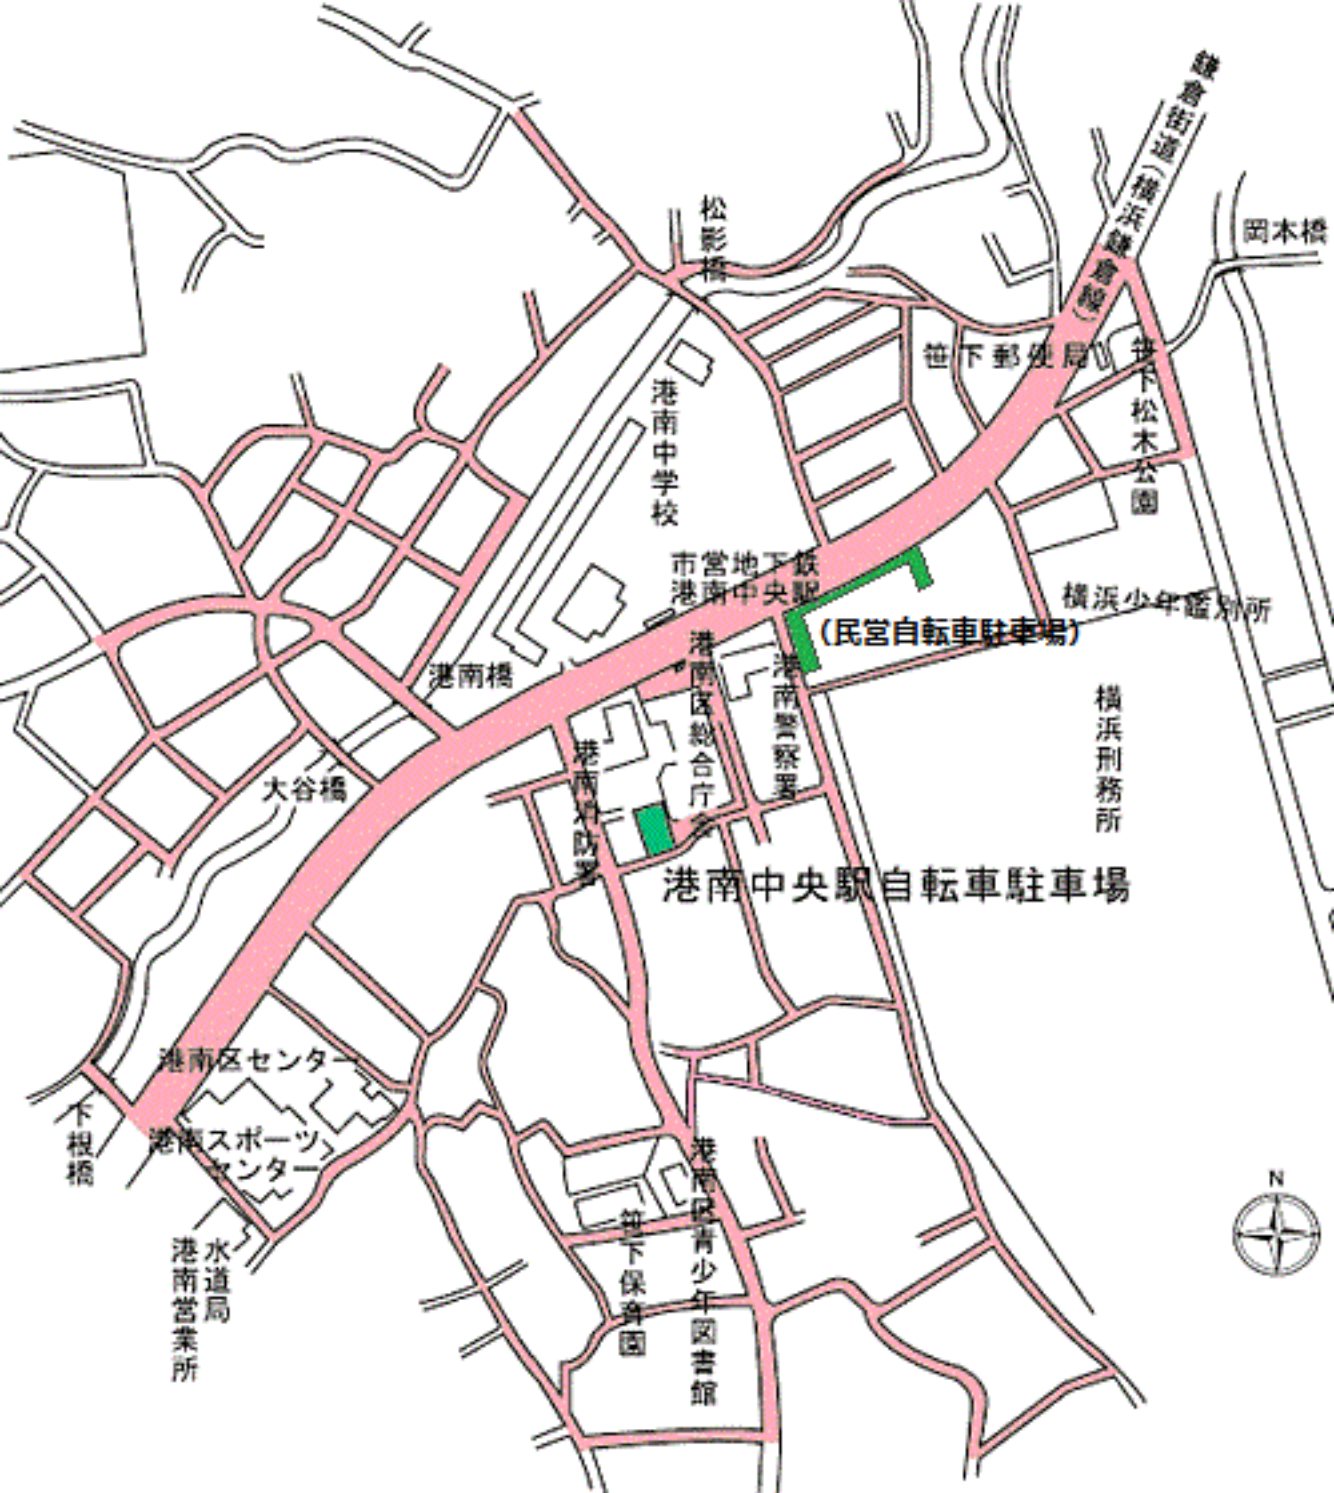 鎌倉街道(横浜鎌倉線)
松影橋
岡本橋
笹下郵便局
笹下松木公園
港南中学校
市営地下鉄
港南中央駅
横浜少年鑑別所
(民営自転車駐車場)
港南橋
港南区総合庁舎
港南警察署
横浜刑務所
港南消防署
大谷橋
港南中央駅自転車駐車場
港南区センター
下根橋
港南スポーツ
センター
港南区青少年図書館
笹下保育園
水道局
港南営業所
N